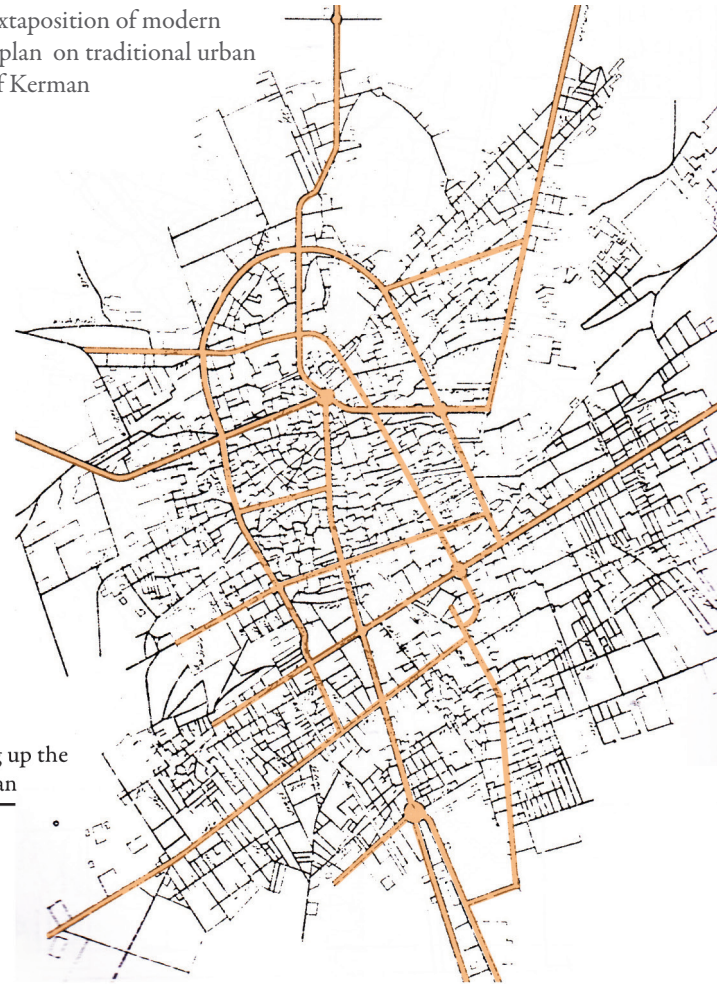 xtaposition of modern
plan on traditional urban
f Kerman
up the
an